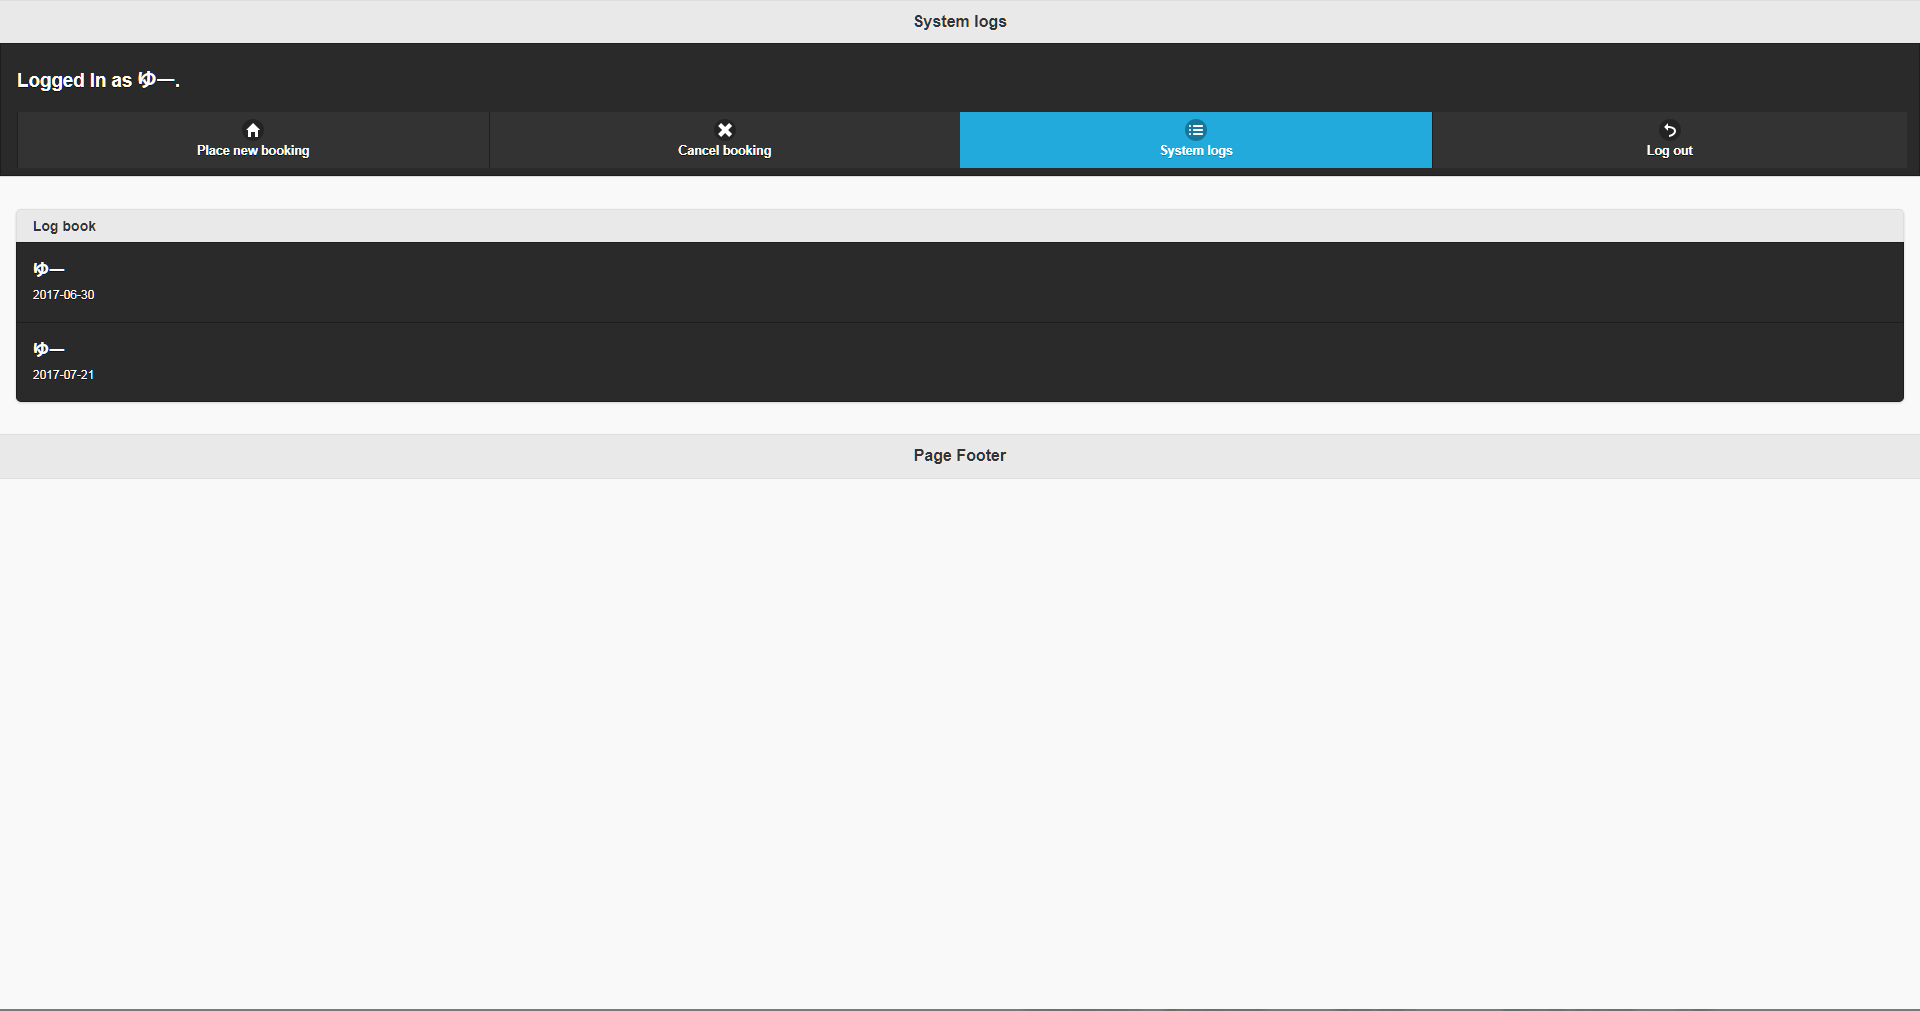 System logs
Logged In as ゆー.
Place new booking
Cancel booking
System logs
Log out
Log book
ゆー
2017-06-30
ゆー
2017-07-21
Page Footer